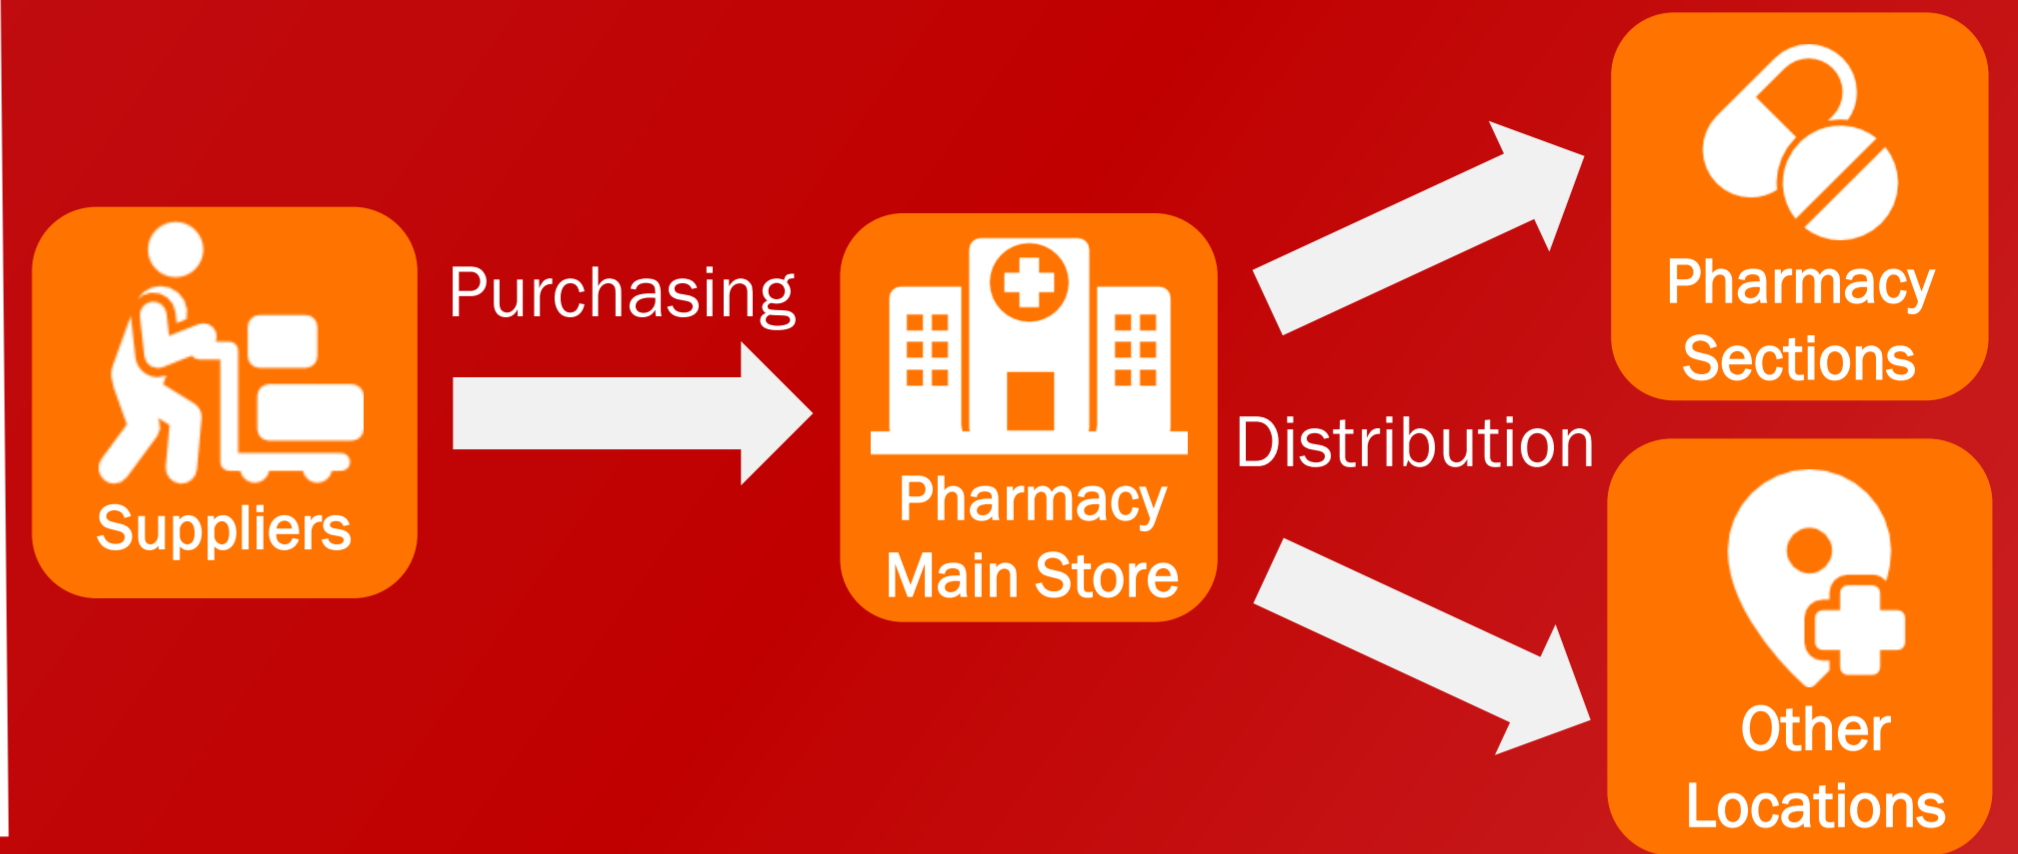 Suppliers
Purchasing
Pharmacy
Main Store
Distribution
Pharmacy
Sections
Other
Locations